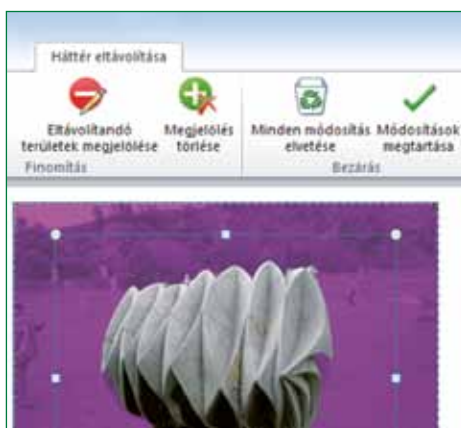 Háttér eltávolítása
Eltávolítandó
területek megjelölése
Megjelölés
törlése
Minden módosítás
elvetése
Módosítások
megtartása
Finomítás
Bezárás